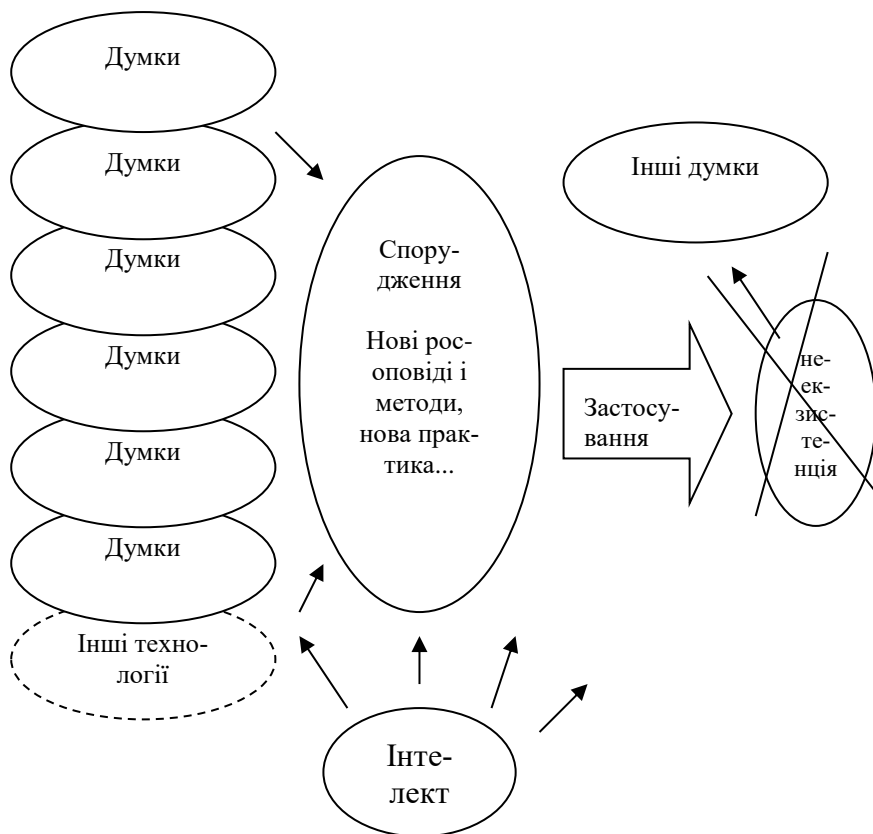 Думки
Думки
Думки
Думки
Думки
Думки
Інші техно-
логії
Спору-
дження
Нові рос-
оповіді і
методи,
нова прак-
тика...
Інте-
лект
Застосу-
вання
Інші думки
не-
ек-
зис-
те-
нція